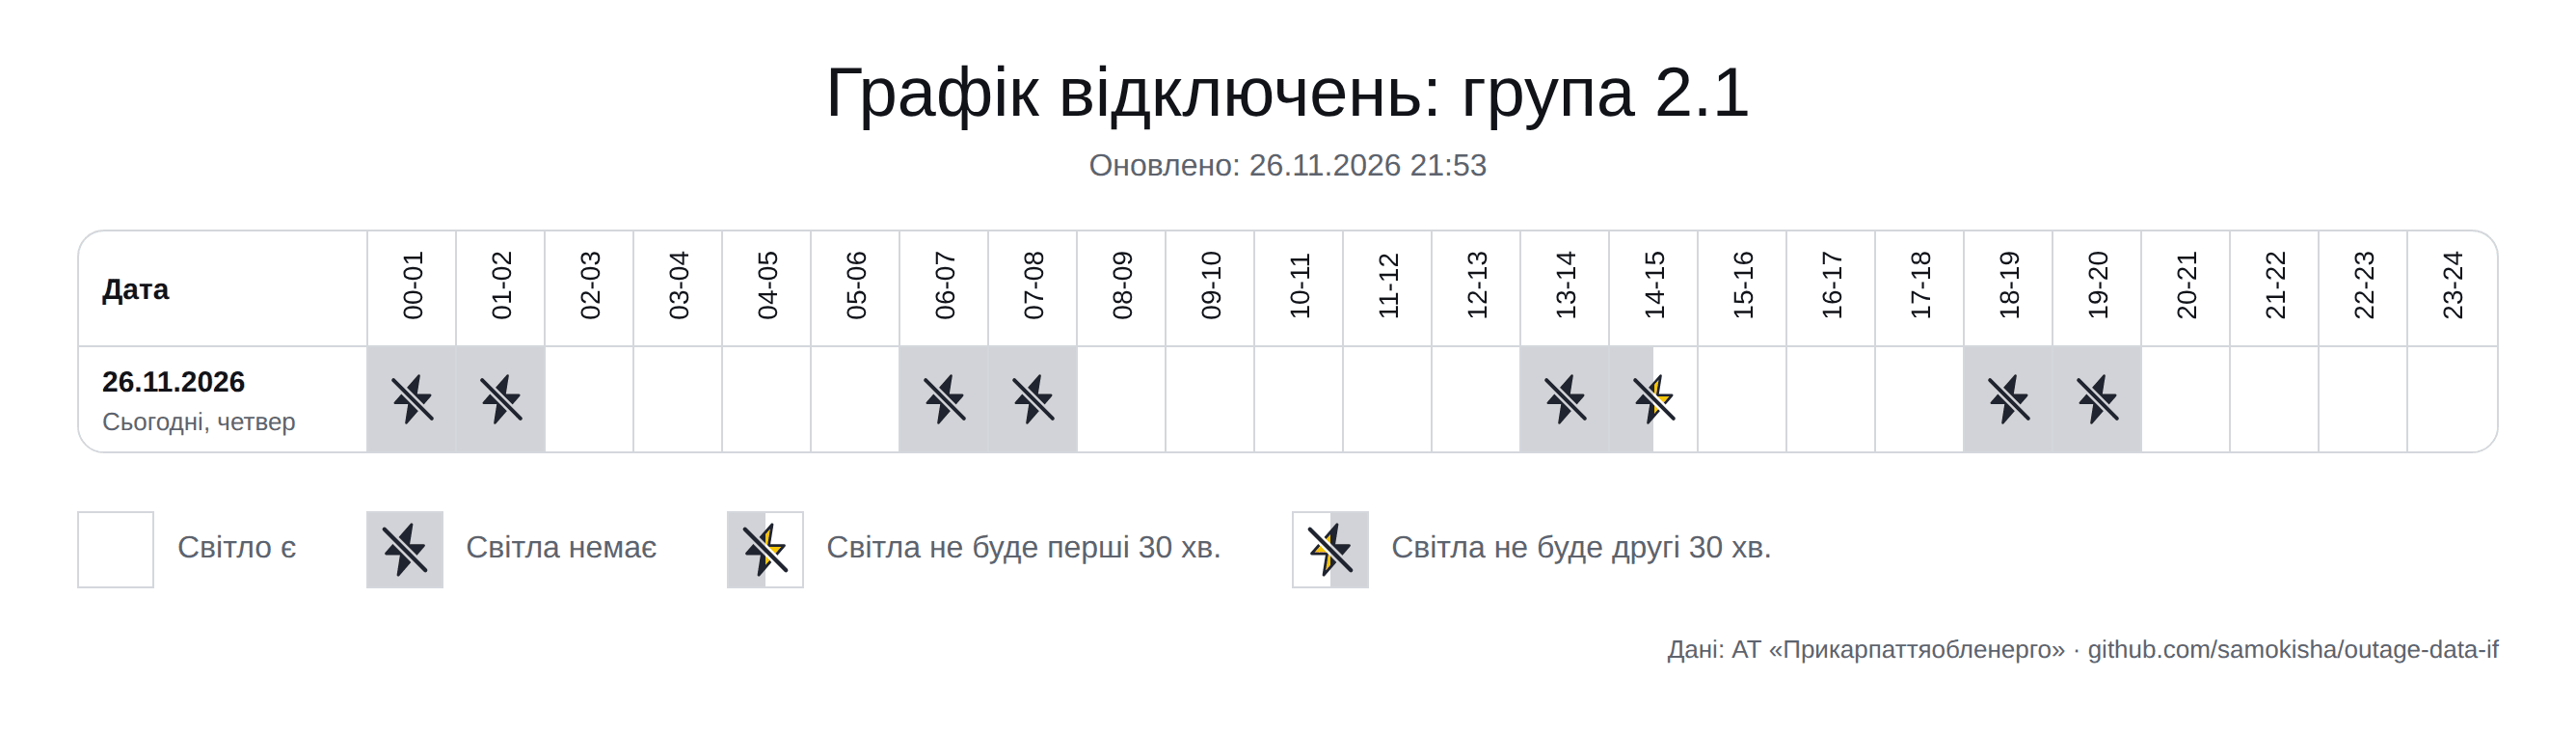 Графік відключень: група 2.1
Оновлено: 26.11.2026 21:53
Дата 00-01 01-02 02-03 03-04 04-05 05-06 06-07 07-08 08-09 09-10 10-11 11-12 12-13 13-14 14-15 15-16 16-17 17-18 18-19 19-20 20-21 21-22 22-23 23-24
26.11.2026
Сьогодні, четвер
Світло є Світла немає Світла не буде перші 30 хв. Світла не буде другі 30 хв.
Дані: АТ «Прикарпаттяобленерго» · github.com/samokisha/outage-data-if